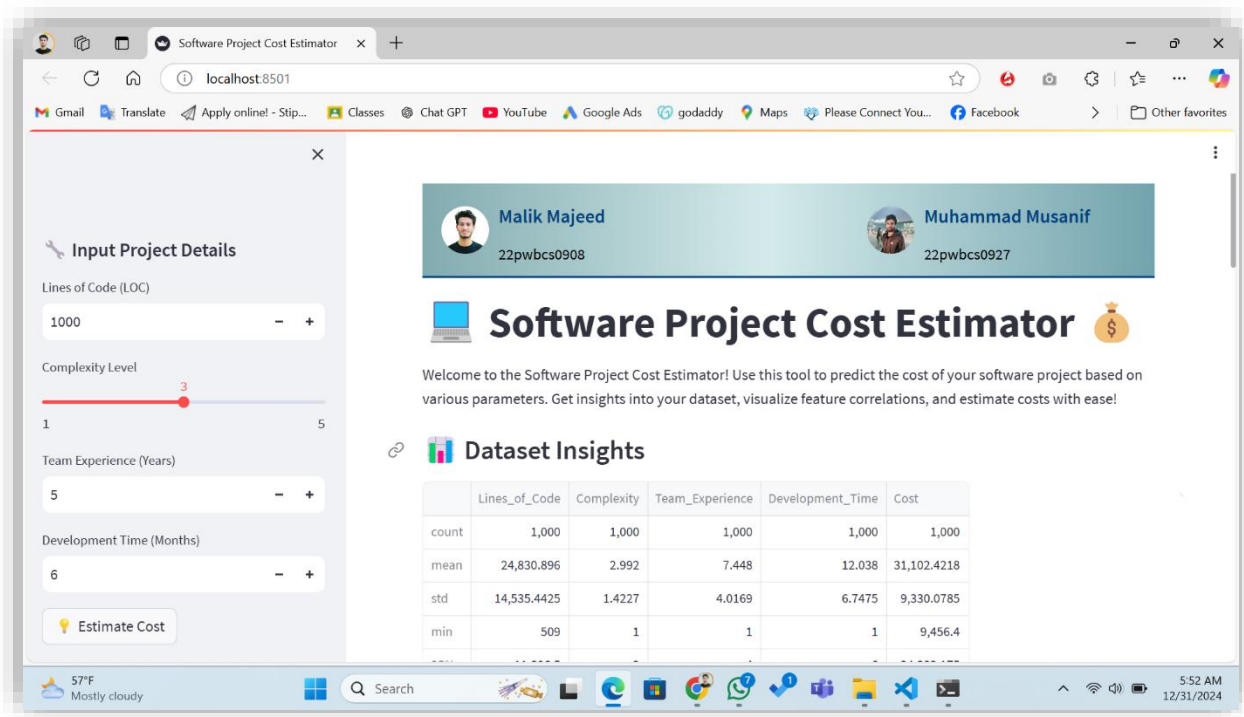 Software Project Cost Estimator
localhost:8501
Gmail Translate Apply online! - Stip... Classes Chat GPT YouTube Google Ads godaddy Maps Please Connect You... Facebook Other favorites
Input Project Details
Lines of Code (LOC)
1000
Complexity Level
3
1 5
Team Experience (Years)
5
Development Time (Months)
6
Estimate Cost
Malik Majeed
22pwbcs0908
Muhammad Musanif
22pwbcs0927
Software Project Cost Estimator
Welcome to the Software Project Cost Estimator! Use this tool to predict the cost of your software project based on
various parameters. Get insights into your dataset, visualize feature correlations, and estimate costs with ease!
Dataset Insights
Lines_of_Code Complexity Team_Experience Development_Time Cost
count 1,000 1,000 1,000 1,000 1,000
mean 24,830.896 2.992 7.448 12.038 31,102.4218
std 14,535.4425 1.4227 4.0169 6.7475 9,330.0785
min 509 1 1 1 9,456.4
57°F
Mostly cloudy
Search
5:52 AM
12/31/2024